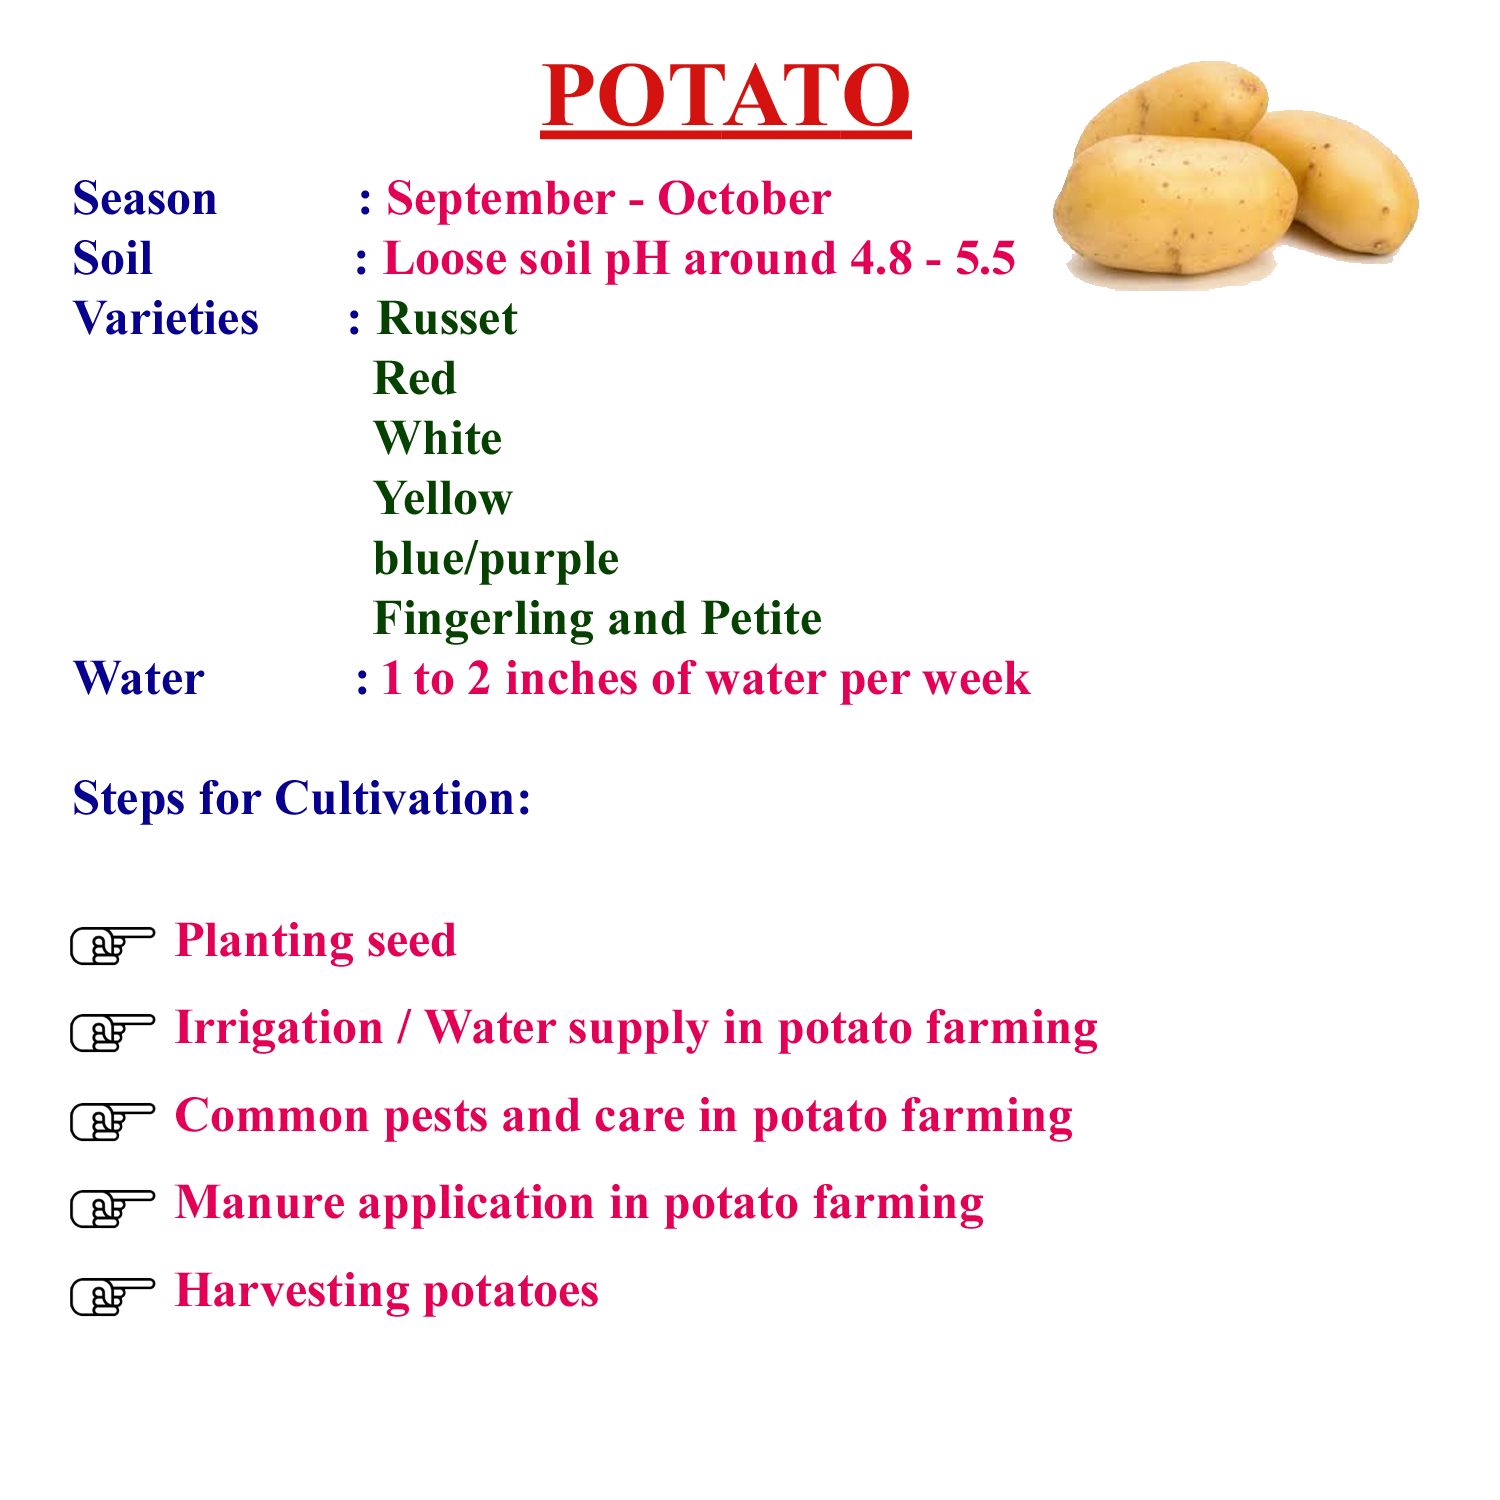 POTATO
Season : September - October
Soil : Loose soil pH around 4.8 - 5.5
Varieties : Russet
Red
White
Yellow
blue/purple
Fingerling and Petite
Water : 1 to 2 inches of water per week
Steps for Cultivation:
Planting seed
Irrigation / Water supply in potato farming
Common pests and care in potato farming
Manure application in potato farming
Harvesting potatoes